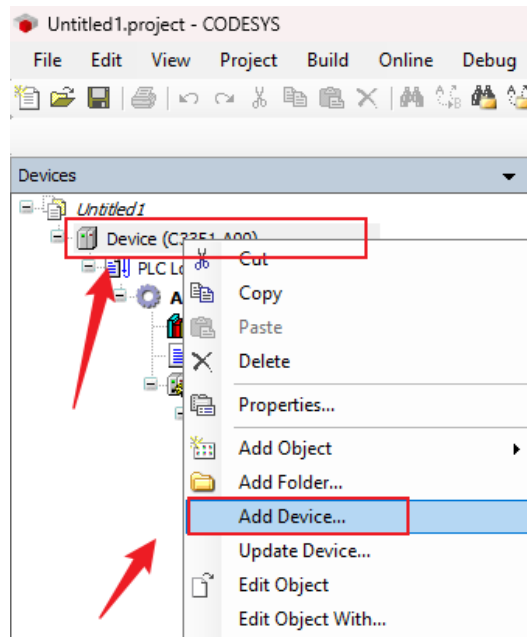 Untitled1.project - CODESYS
File Edit View Project Build Online Debug
Devices
Untitled1
Device (C3351-A00)
PLC Lo
Cut
A
Copy
Paste
Delete
Properties...
Add Object
Add Folder...
Add Device...
Update Device...
Edit Object
Edit Object With...